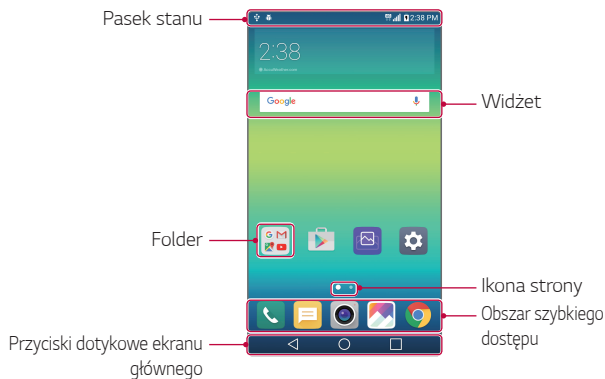 Pasek stanu
2:38 PM
2:38
Google
Widżet
G M
Folder
Ikona strony
Obszar szybkiego
dostępu
Przyciski dotykowe ekranu
głównego